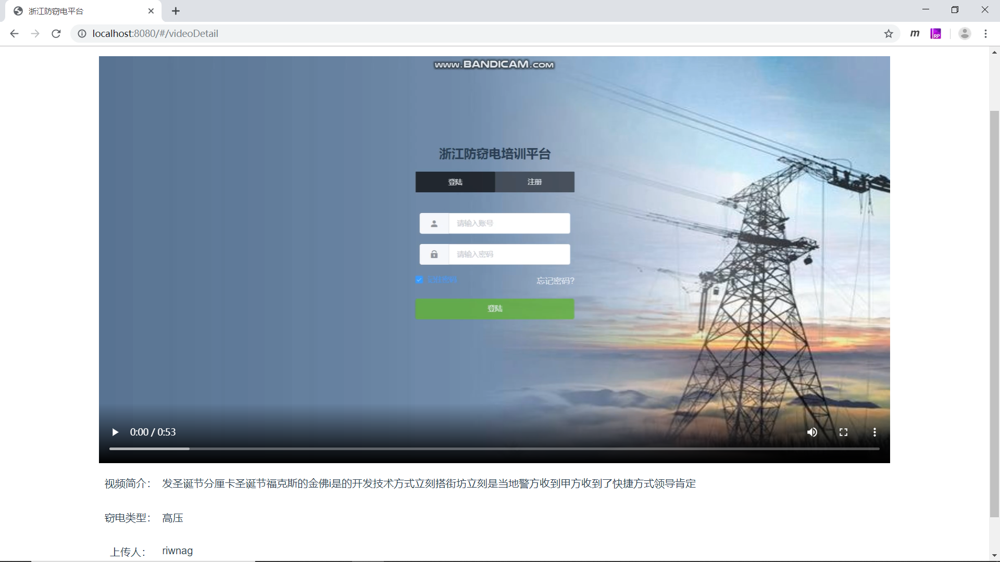 浙江防窃电平台
localhost:8080/#/videoDetail
m
RP
www.BANDICAM.com
浙江防窃电培训平台
登陆 注册
请输入账号
请输入密码
记住密码 忘记密码?
登陆
0:00 / 0:53
视频简介： 发圣诞节分厘卡圣诞节福克斯的金佛i是的开发技术方式立刻搭街坊立刻是当地警方收到甲方收到了快捷方式领导肯定
窃电类型： 高压
上传人： riwnag